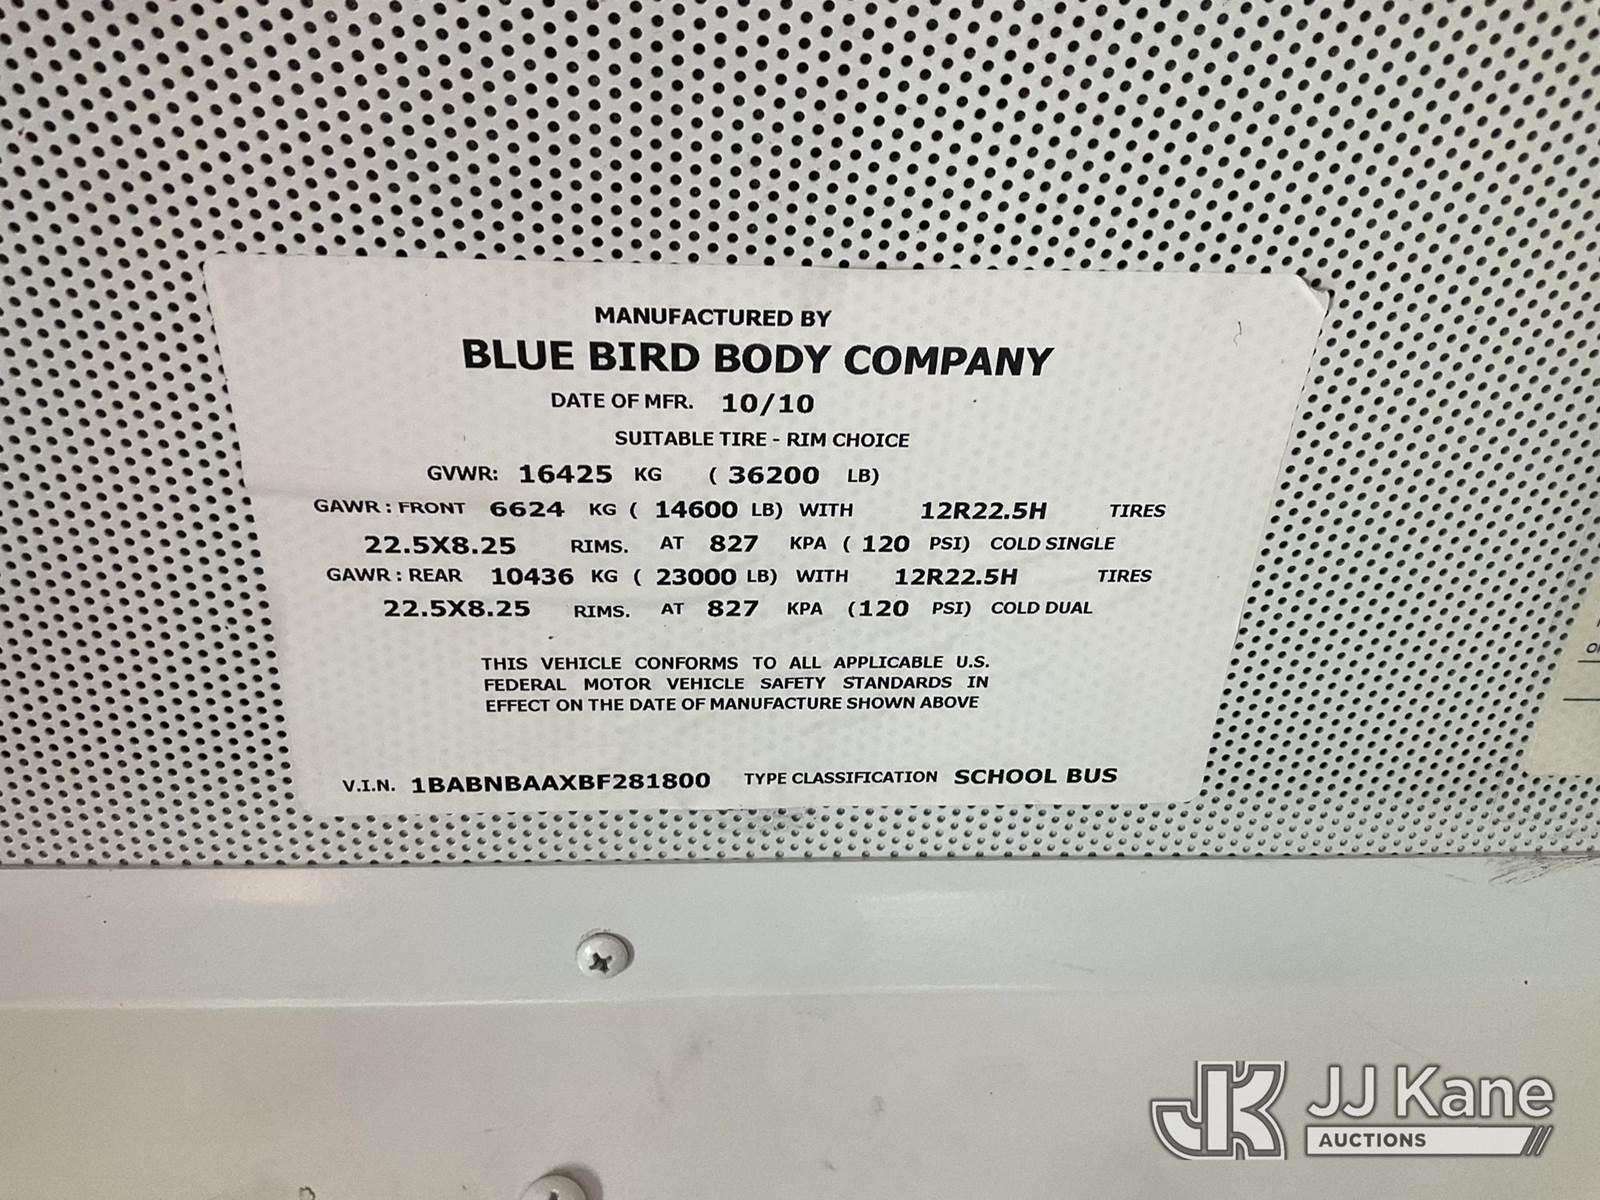 MANUFACTURED BY
BLUE BIRD BODY COMPANY
DATE OF MFR. 10/10
SUITABLE TIRE - RIM CHOICE
GVWR: 16425 KG ( 36200 LB)
GAWR : FRONT 6624 KG ( 14600 LB) WITH 12R22.5H TIRES
22.5X8.25 RIMS. AT 827 KPA ( 120 PSI) COLD SINGLE
GAWR : REAR 10436 KG ( 23000 LB) WITH 12R22.5H TIRES
22.5X8.25 RIMS. AT 827 KPA (120 PSI) COLD DUAL
THIS VEHICLE CONFORMS TO ALL APPLICABLE U.S.
FEDERAL MOTOR VEHICLE SAFETY STANDARDS IN
EFFECT ON THE DATE OF MANUFACTURE SHOWN ABOVE
V.I.N. 1BABNBAAXBF281800 TYPE CLASSIFICATION SCHOOL BUS
JK JJ Kane
AUCTIONS